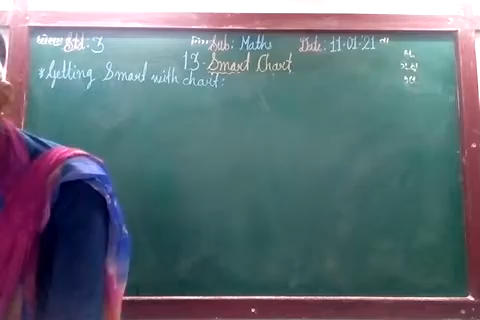 Std: 3 Sub: Maths Date: 11-01-21
13. Smart Chart
* Getting Smart with chart: